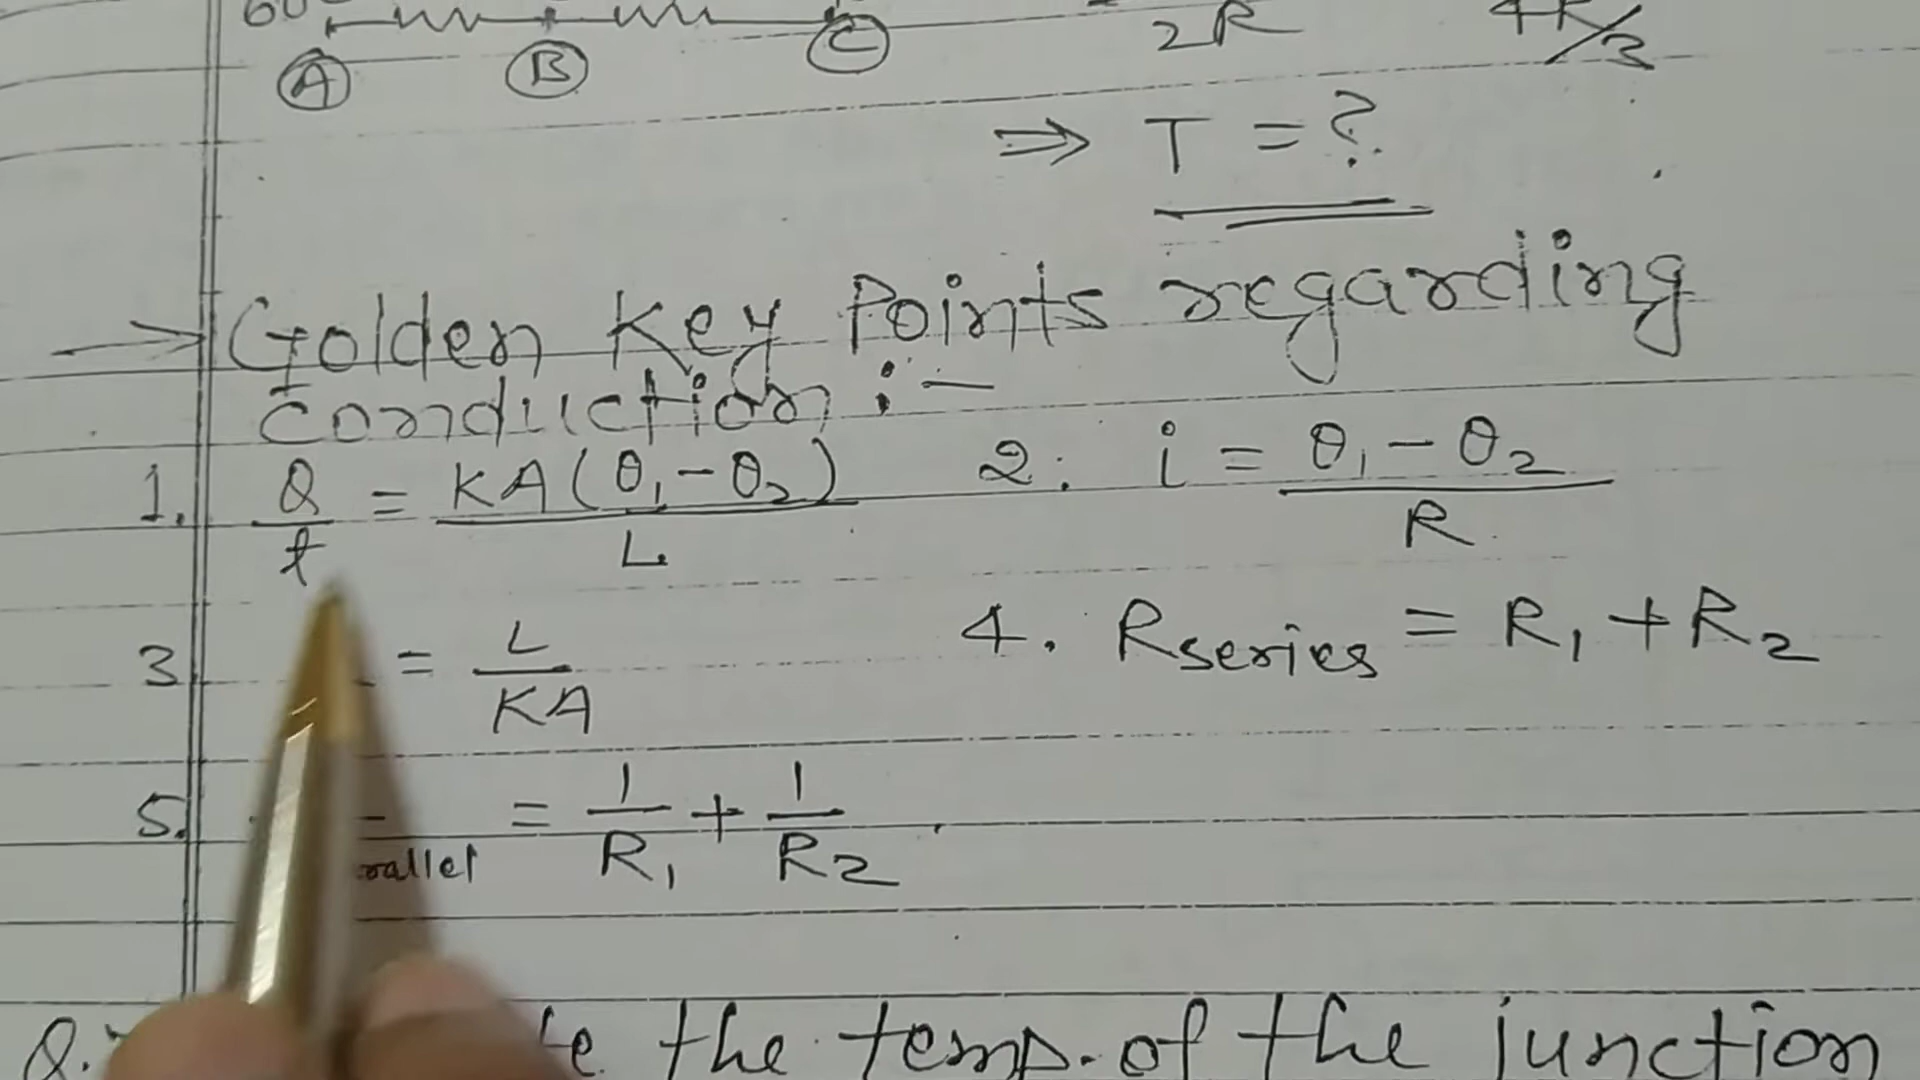 60
A B C 2R 4R/3
⇒ T = ?
→ Golden Key Points regarding
conduction :-
1. Q/t = KA(θ₁-θ₂)/L 2. i = θ₁-θ₂/R
3 = L/KA 4. Rseries = R₁ + R₂
5. = 1/R₁ + 1/R₂
the temp. of the junction